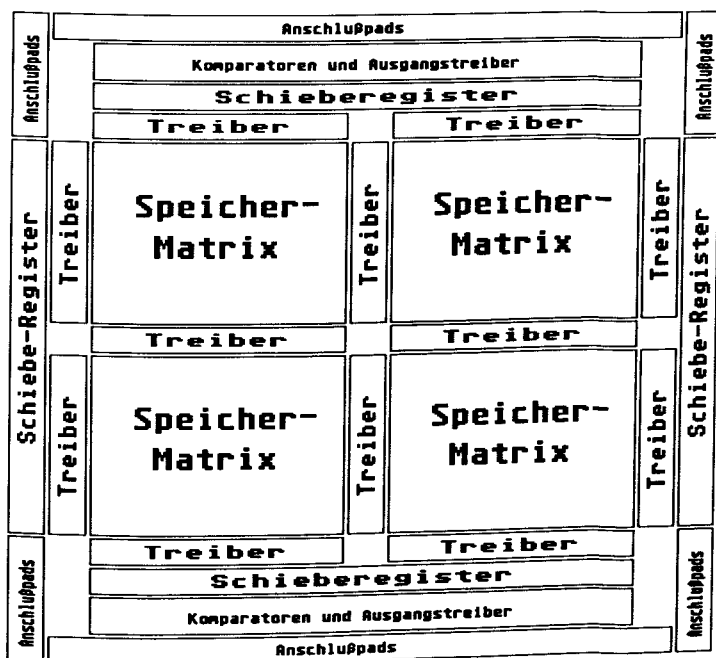 Anschlußpads
Anschlußpads
Anschlußpads
Komparatoren und Ausgangstreiber
Schieberegister
Treiber
Treiber
Schiebe-Register
Treiber
Speicher-
Matrix
Treiber
Speicher-
Matrix
Treiber
Schiebe-Register
Treiber
Treiber
Treiber
Speicher-
Matrix
Treiber
Speicher-
Matrix
Treiber
Treiber
Treiber
Schieberegister
Anschlußpads
Komparatoren und Ausgangstreiber
Anschlußpads
Anschlußpads